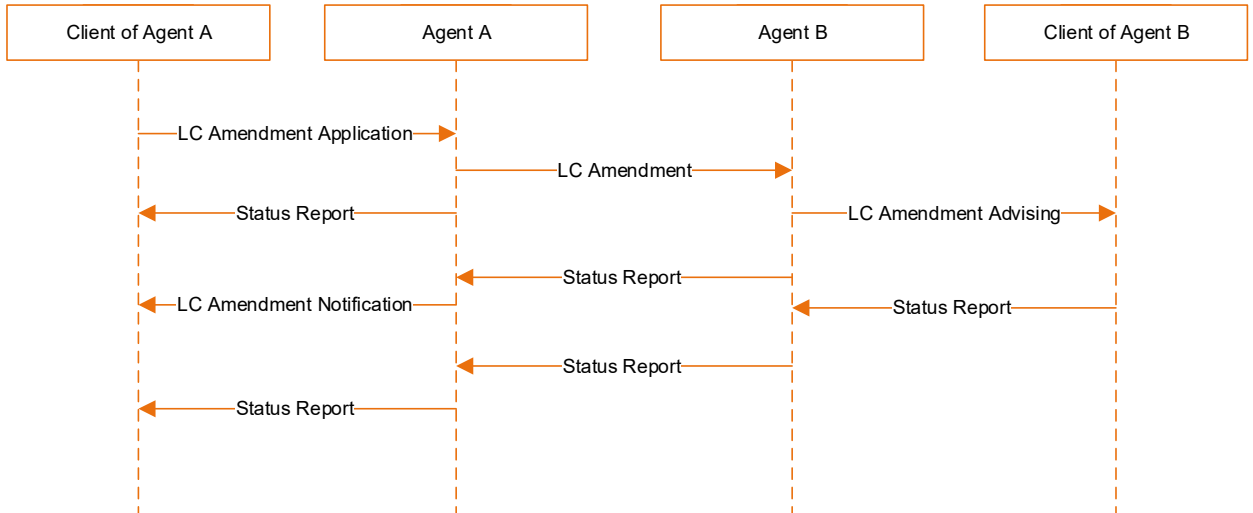 Client of Agent A
Agent A
Agent B
Client of Agent B
LC Amendment Application
LC Amendment
Status Report
LC Amendment Advising
Status Report
LC Amendment Notification
Status Report
Status Report
Status Report